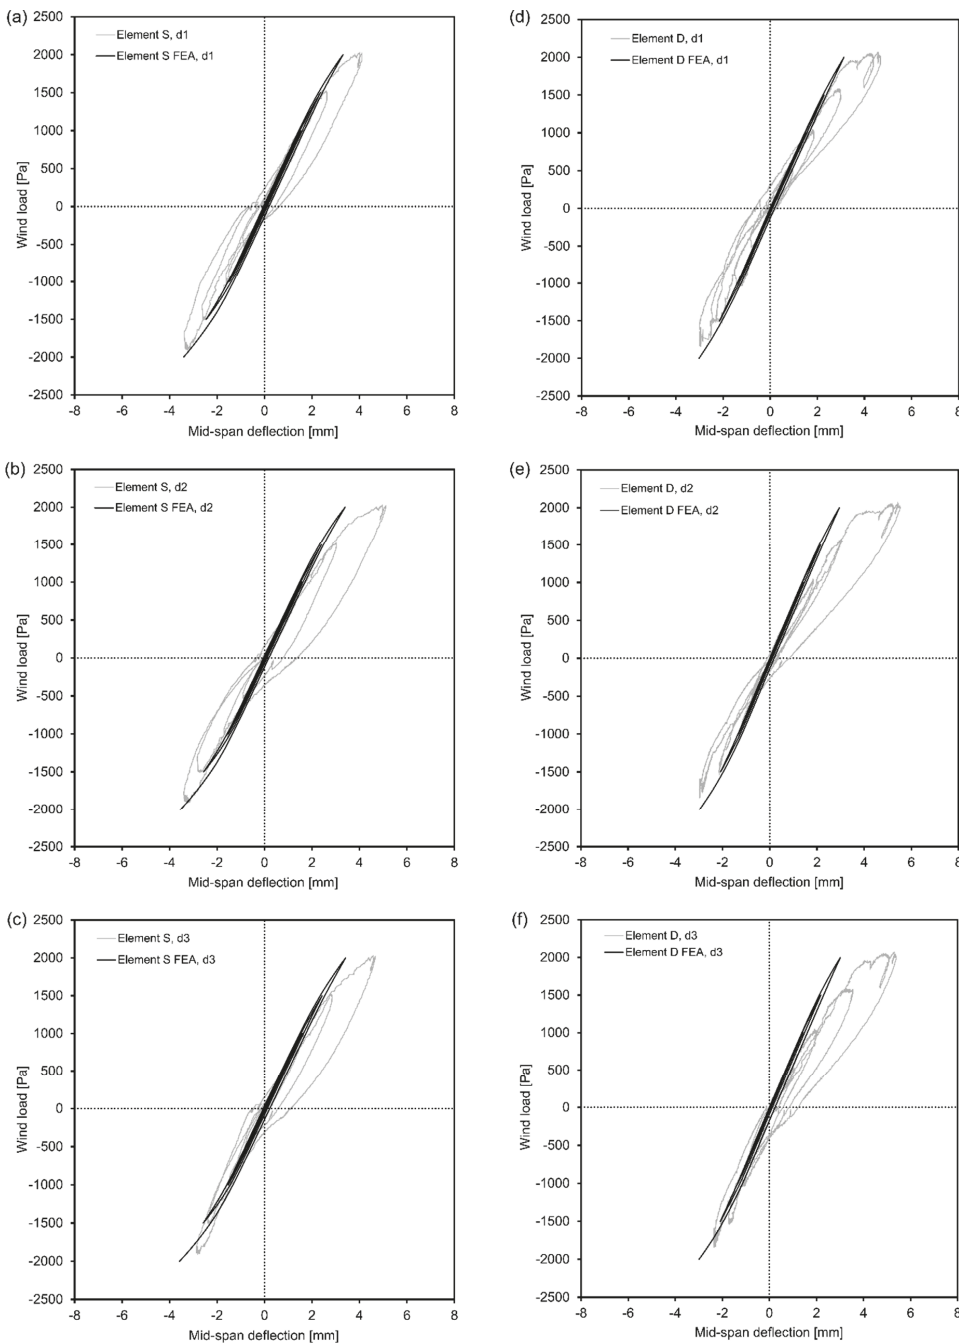 (a)
2500
2000
1500
1000
500
0
-500
-1000
-1500
-2000
-2500
Wind load [Pa]
Element S, d1
Element S FEA, d1
-8 -6 -4 -2 0 2 4 6 8
Mid-span deflection [mm]
(d)
2500
2000
1500
1000
500
0
-500
-1000
-1500
-2000
-2500
Wind load [Pa]
Element D, d1
Element D FEA, d1
-8 -6 -4 -2 0 2 4 6 8
Mid-span deflection [mm]
(b)
2500
2000
1500
1000
500
0
-500
-1000
-1500
-2000
-2500
Wind load [Pa]
Element S, d2
Element S FEA, d2
-8 -6 -4 -2 0 2 4 6 8
Mid-span deflection [mm]
(e)
2500
2000
1500
1000
500
0
-500
-1000
-1500
-2000
-2500
Wind load [Pa]
Element D, d2
Element D FEA, d2
-8 -6 -4 -2 0 2 4 6 8
Mid-span deflection [mm]
(c)
2500
2000
1500
1000
500
0
-500
-1000
-1500
-2000
-2500
Wind load [Pa]
Element S, d3
Element S FEA, d3
-8 -6 -4 -2 0 2 4 6 8
Mid-span deflection [mm]
(f)
2500
2000
1500
1000
500
0
-500
-1000
-1500
-2000
-2500
Wind load [Pa]
Element D, d3
Element D FEA, d3
-8 -6 -4 -2 0 2 4 6 8
Mid-span deflection [mm]